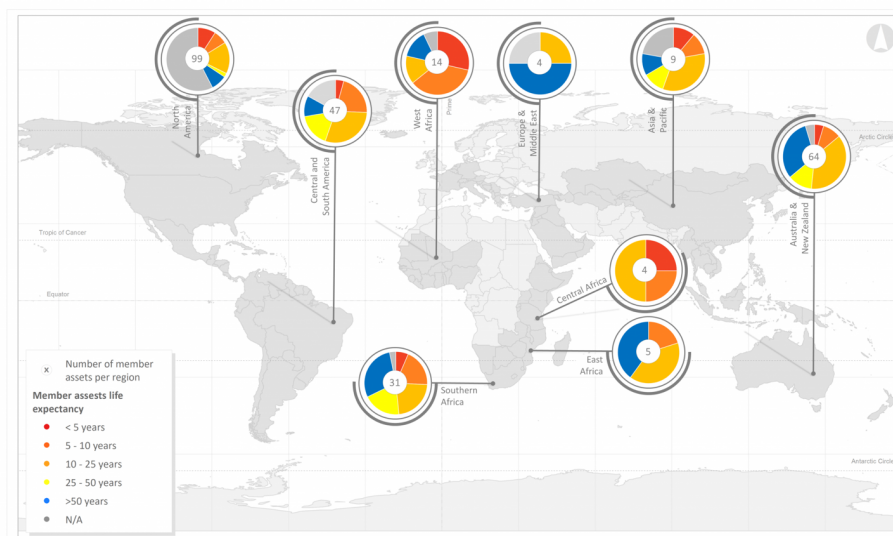 99
North
America
47
Central and
South America
14
West
Africa
Prime
4
Europe &
Middle East
9
Asia &
Pacific
Arctic Circle
64
Australia &
New Zealand
Tropic of Cancer
4
Central Africa
Equator
5
East
Africa
31
Southern
Africa
x Number of member
assets per region
Member assests life
expectancy
< 5 years
5 - 10 years
10 - 25 years
25 - 50 years
>50 years
N/A
Antarctic Circle